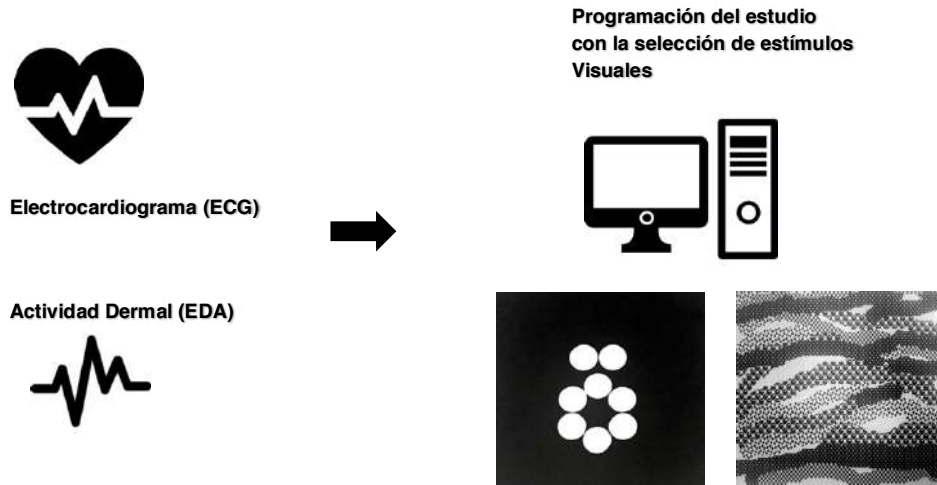 Programación del estudio
con la selección de estímulos
Visuales
Electrocardiograma (ECG)
Actividad Dermal (EDA)